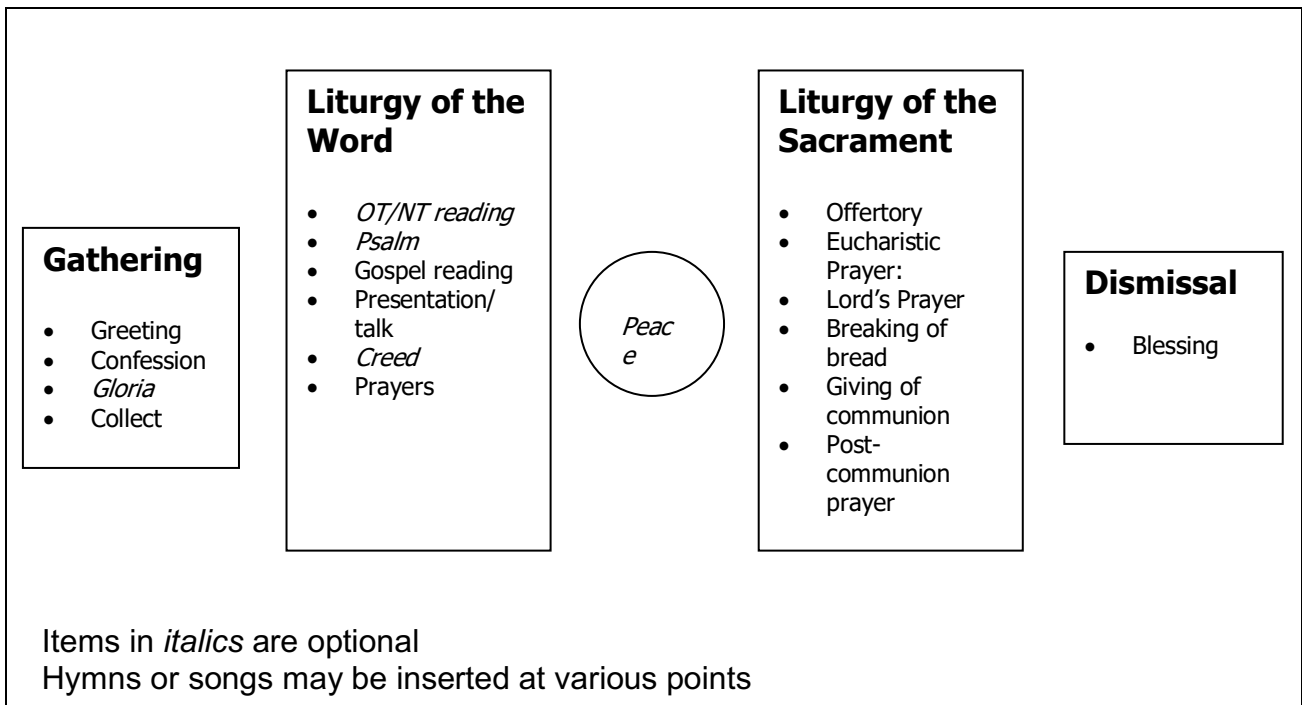 Gathering
• Greeting
• Confession
• Gloria
• Collect
Liturgy of the
Word
• OT/NT reading
• Psalm
• Gospel reading
• Presentation/
talk
• Creed
• Prayers
Peac
e
Liturgy of the
Sacrament
• Offertory
• Eucharistic
Prayer:
• Lord's Prayer
• Breaking of
bread
• Giving of
communion
• Post-
communion
prayer
Dismissal
• Blessing
Items in italics are optional
Hymns or songs may be inserted at various points